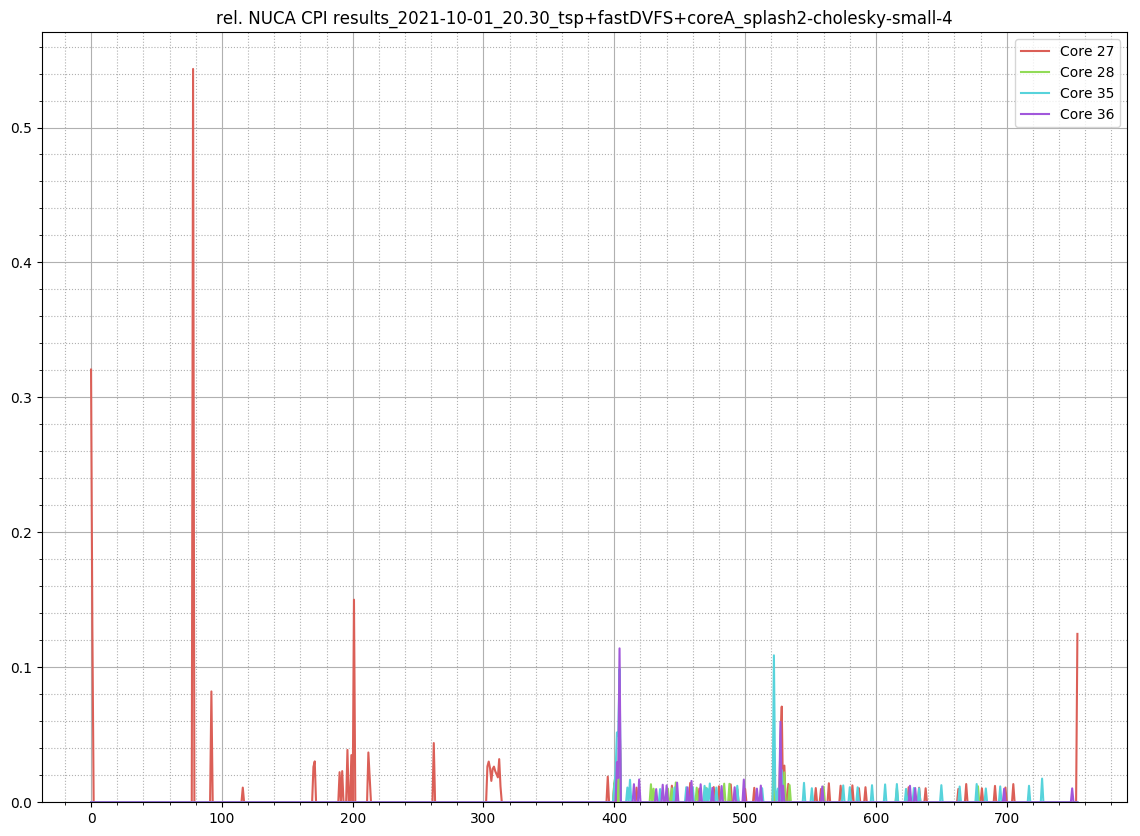 rel. NUCA CPI results_2021-10-01_20.30_tsp+fastDVFS+coreA_splash2-cholesky-small-4
Core 27
Core 28
Core 35
Core 36
0.5
0.4
0.3
0.2
0.1
0.0
0 100 200 300 400 500 600 700